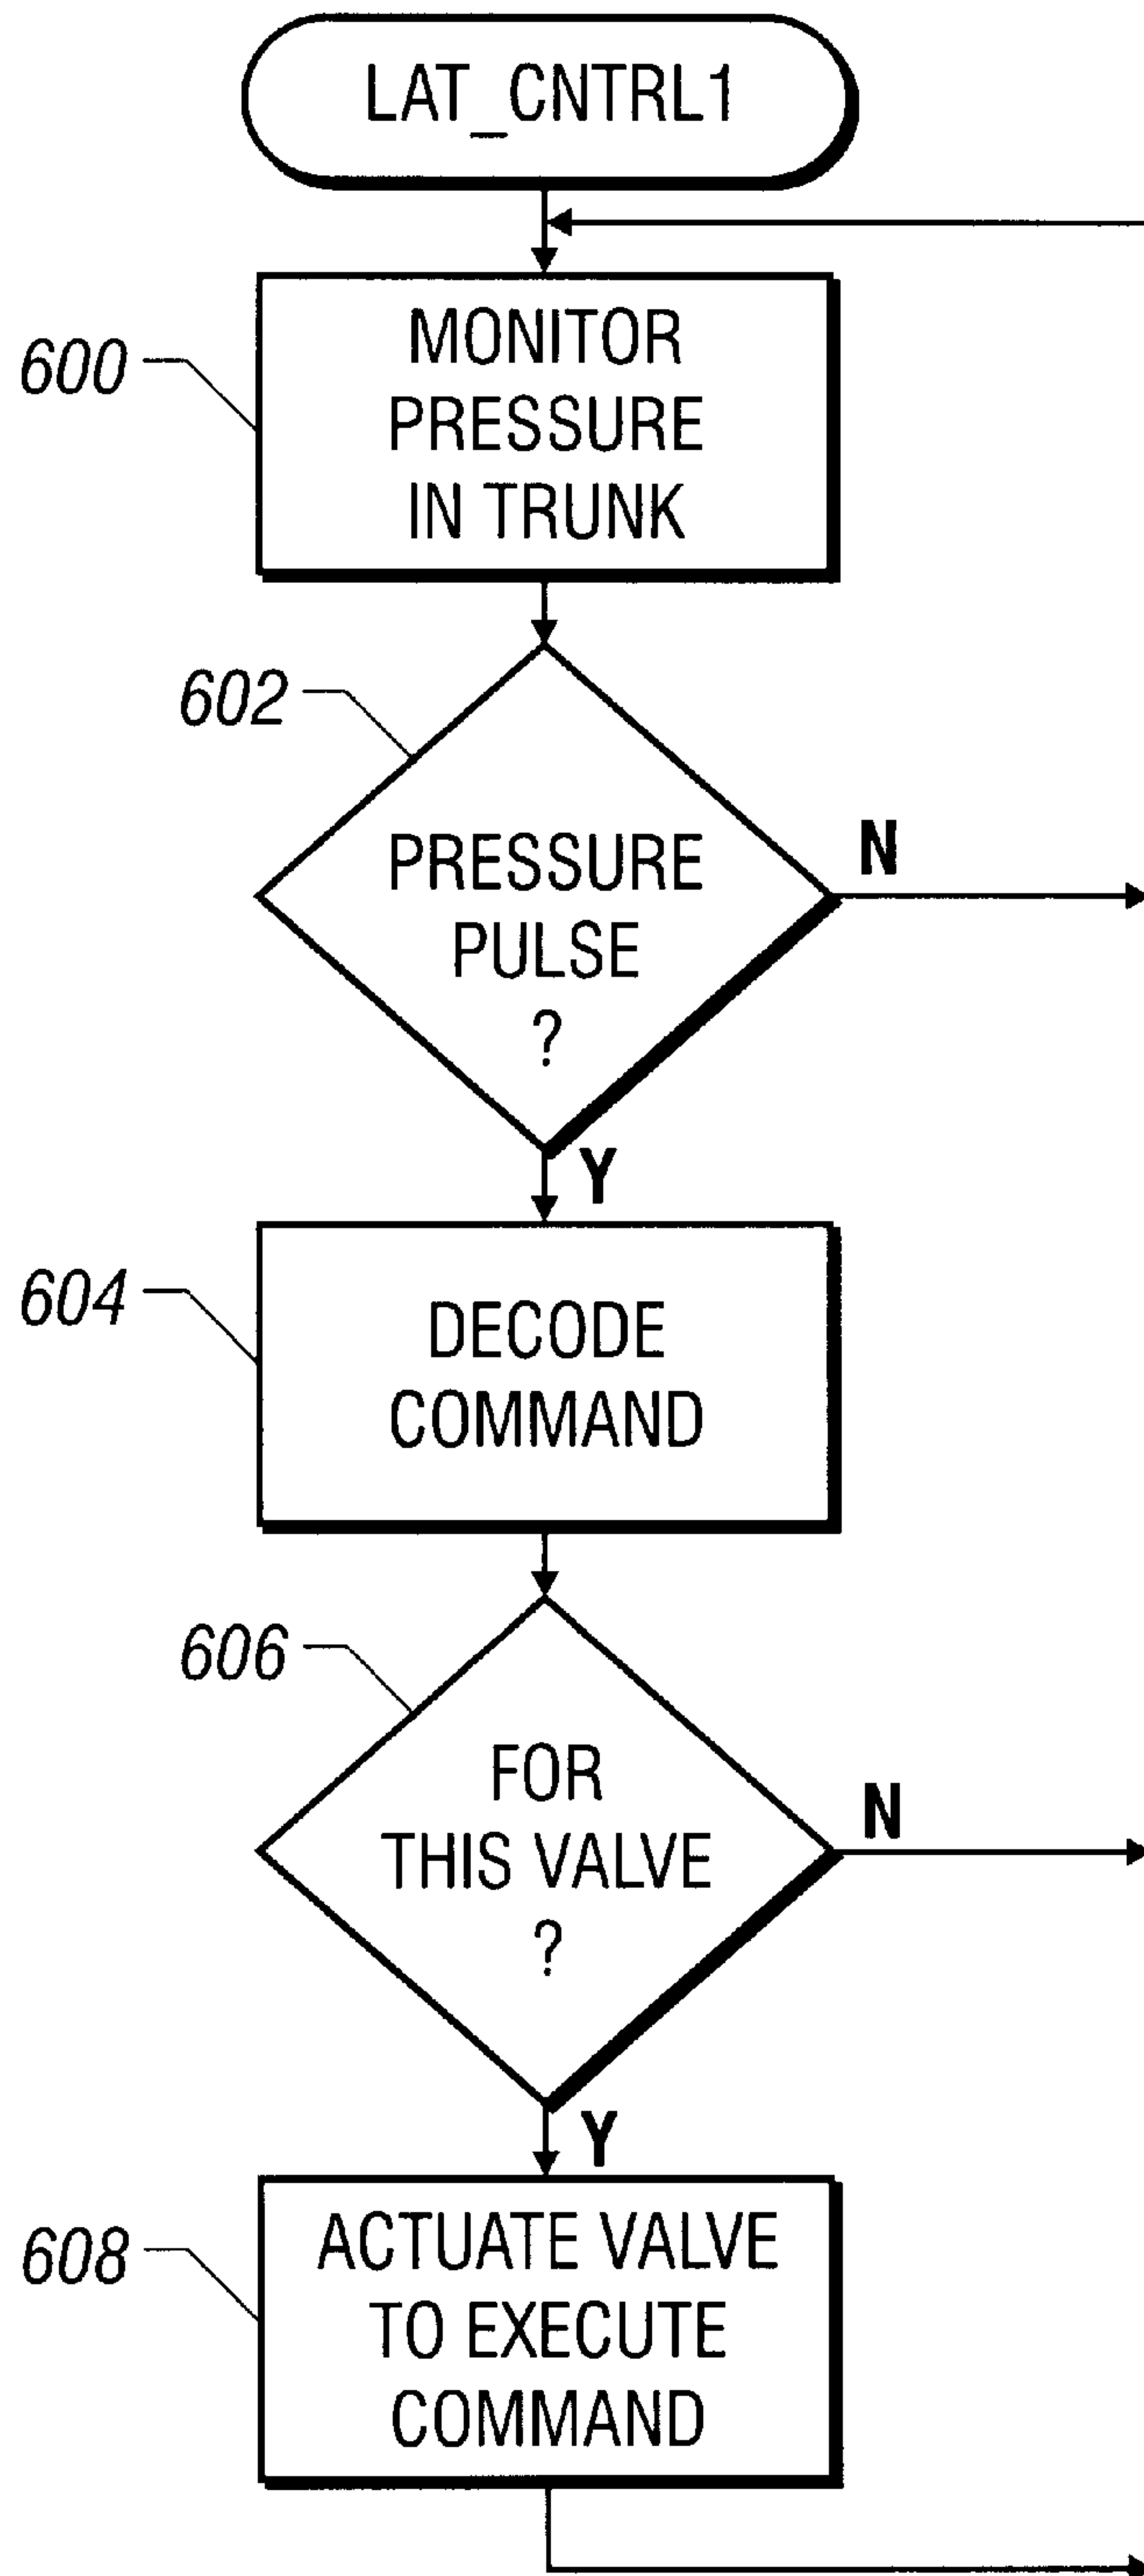 LAT_CNTRL1
600
MONITOR
PRESSURE
IN TRUNK
602
PRESSURE
PULSE
?
N
Y
604
DECODE
COMMAND
606
FOR
THIS VALVE
?
N
Y
608
ACTUATE VALVE
TO EXECUTE
COMMAND